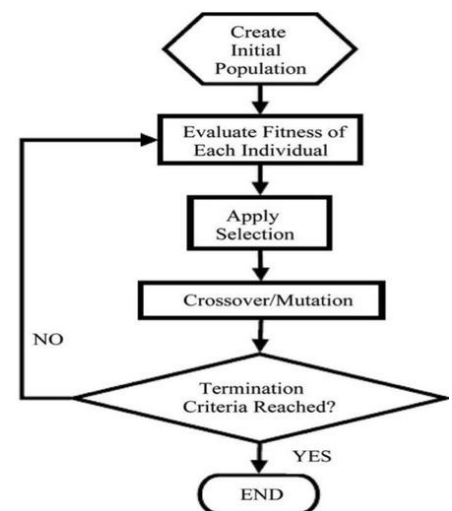 Create
Initial
Population
Evaluate Fitness of
Each Individual
Apply
Selection
Crossover/Mutation
NO
Termination
Criteria Reached?
YES
END